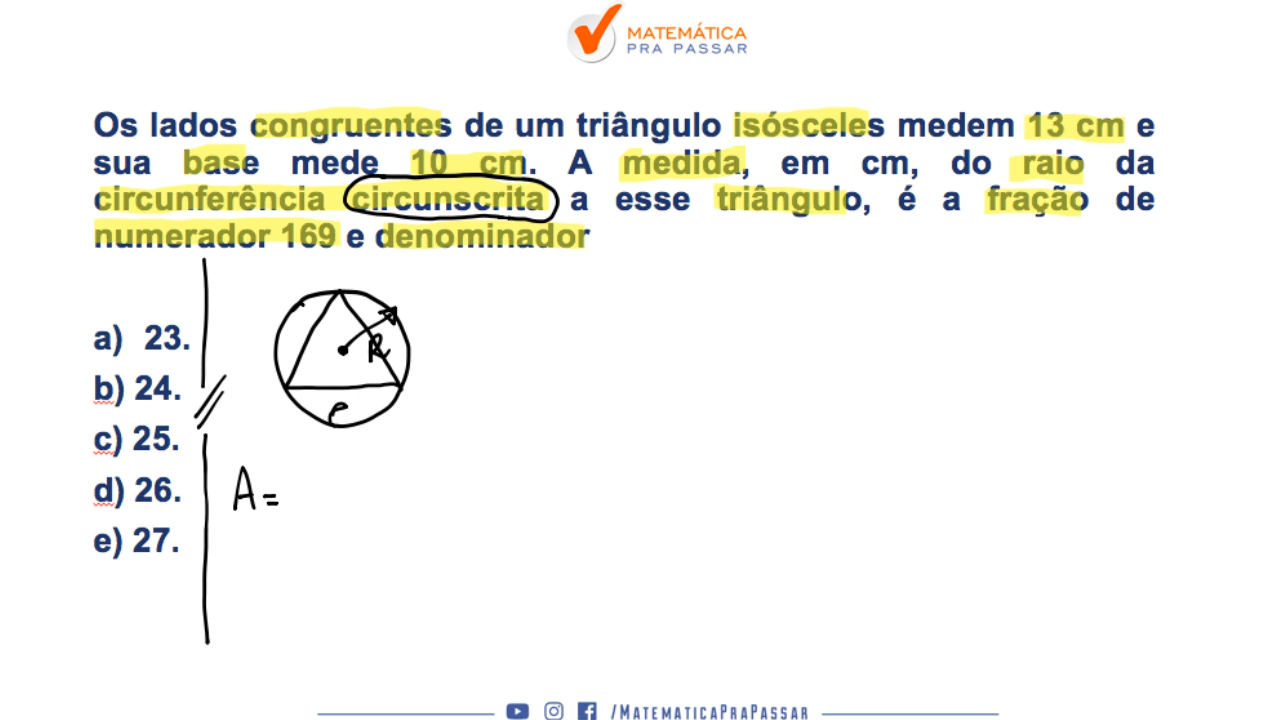 MATEMÁTICA
PRA PASSAR
Os lados congruentes de um triângulo isósceles medem 13 cm e
sua base mede 10 cm. A medida, em cm, do raio da
circunferência circunscrita a esse triângulo, é a fração de
numerador 169 e denominador
a) 23.
b) 24.
c) 25.
d) 26.
e) 27.
R
A =
/MATEMATICAPRAPASSAR